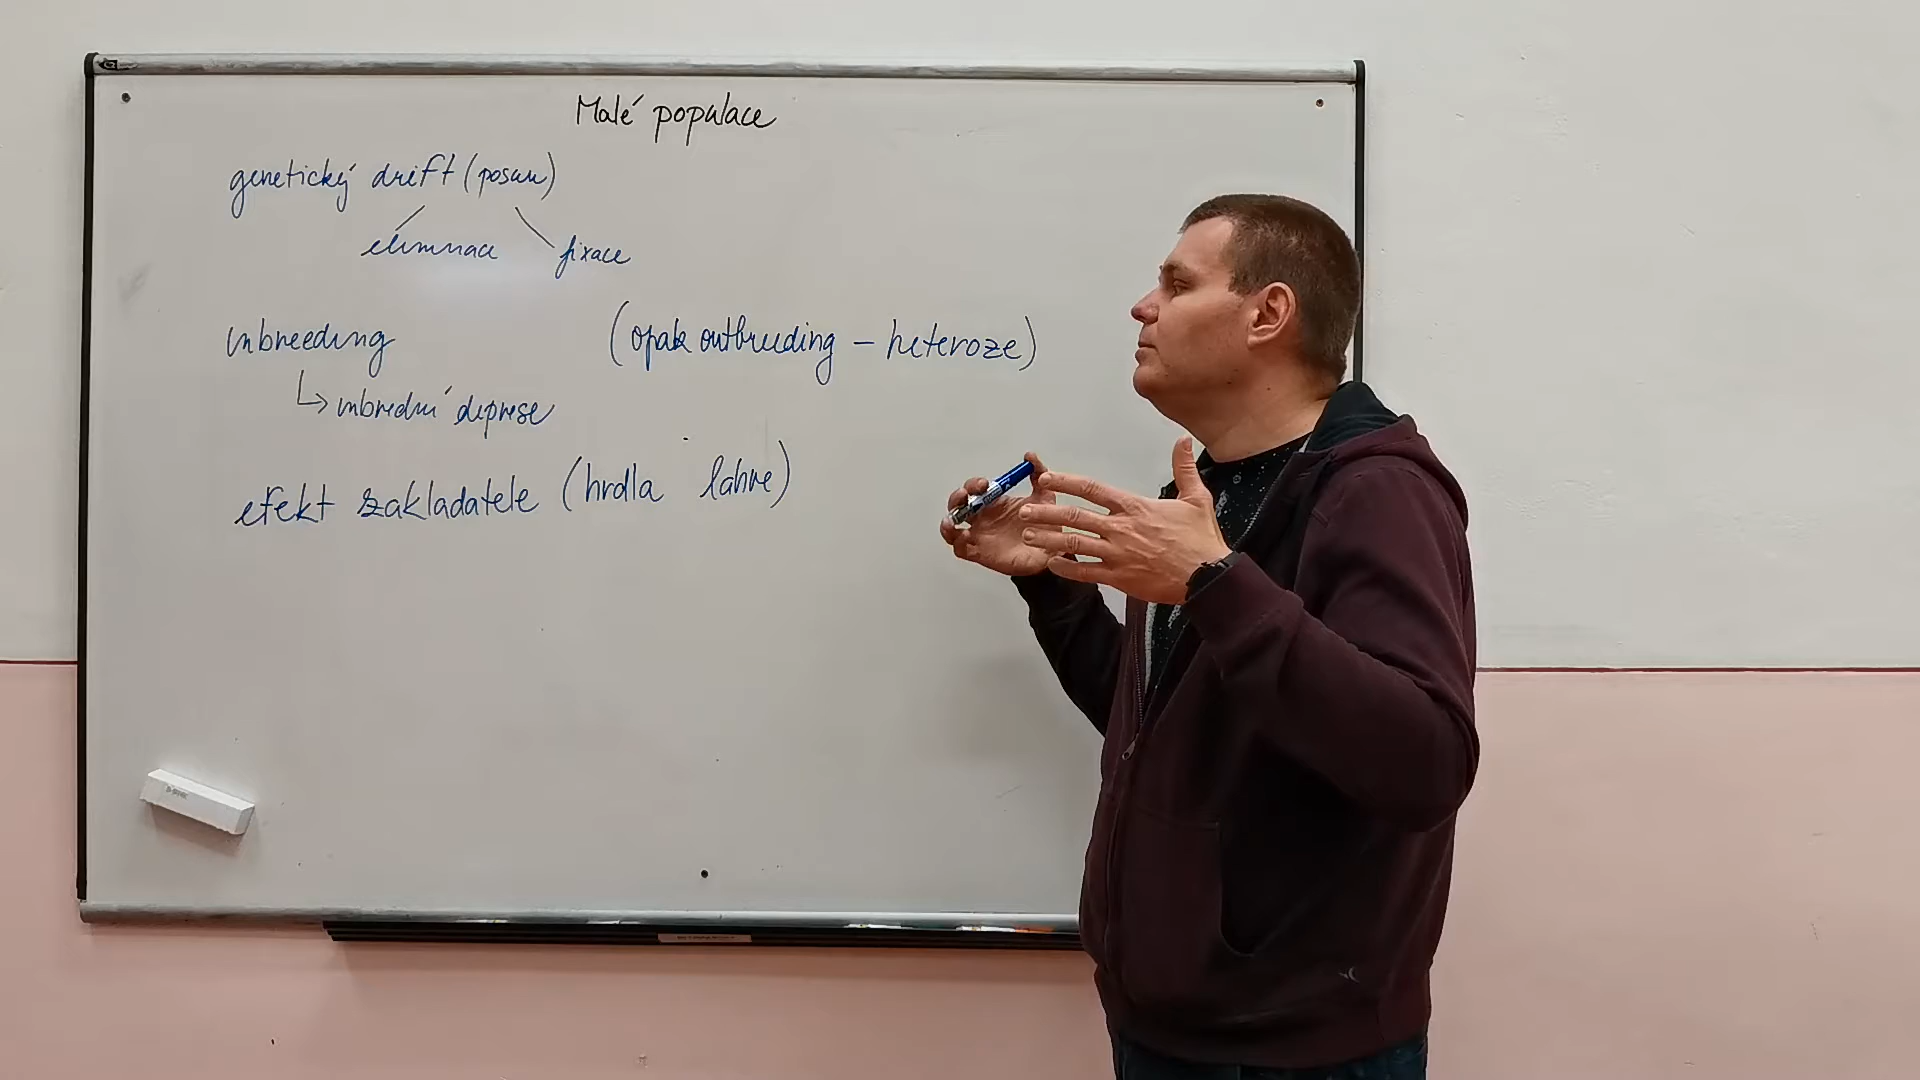 Malé populace
genetický drift (posun)
eliminace fixace
inbreeding (opak outbreeding – heteroze)
↳ inbrední deprese
efekt zakladatele (hrdla lahve)